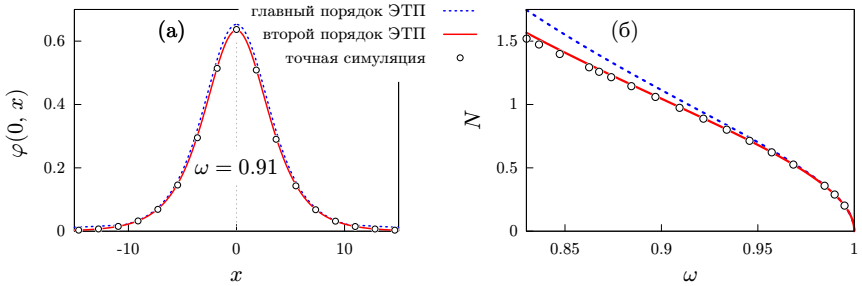 главный порядок ЭТП
второй порядок ЭТП
точная симуляция
(а)
φ(0, x)
0.6
0.4
0.2
0
ω = 0.91
-10 0 10
x
(б)
N
1.5
1
0.5
0
0.85 0.9 0.95 1
ω